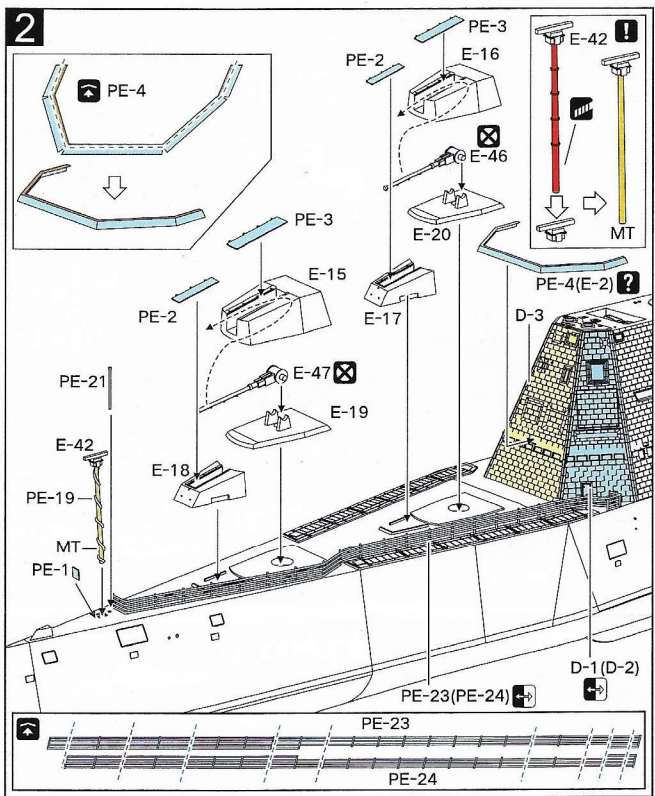 2
PE-4
PE-3
PE-2
E-16
E-42
!
E-46
E-20
MT
PE-3
E-15
PE-2
E-17
PE-4(E-2) ?
D-3
PE-21
E-47
E-19
E-42
E-18
PE-19
MT
PE-1
D-1(D-2)
PE-23(PE-24)
PE-23
PE-24